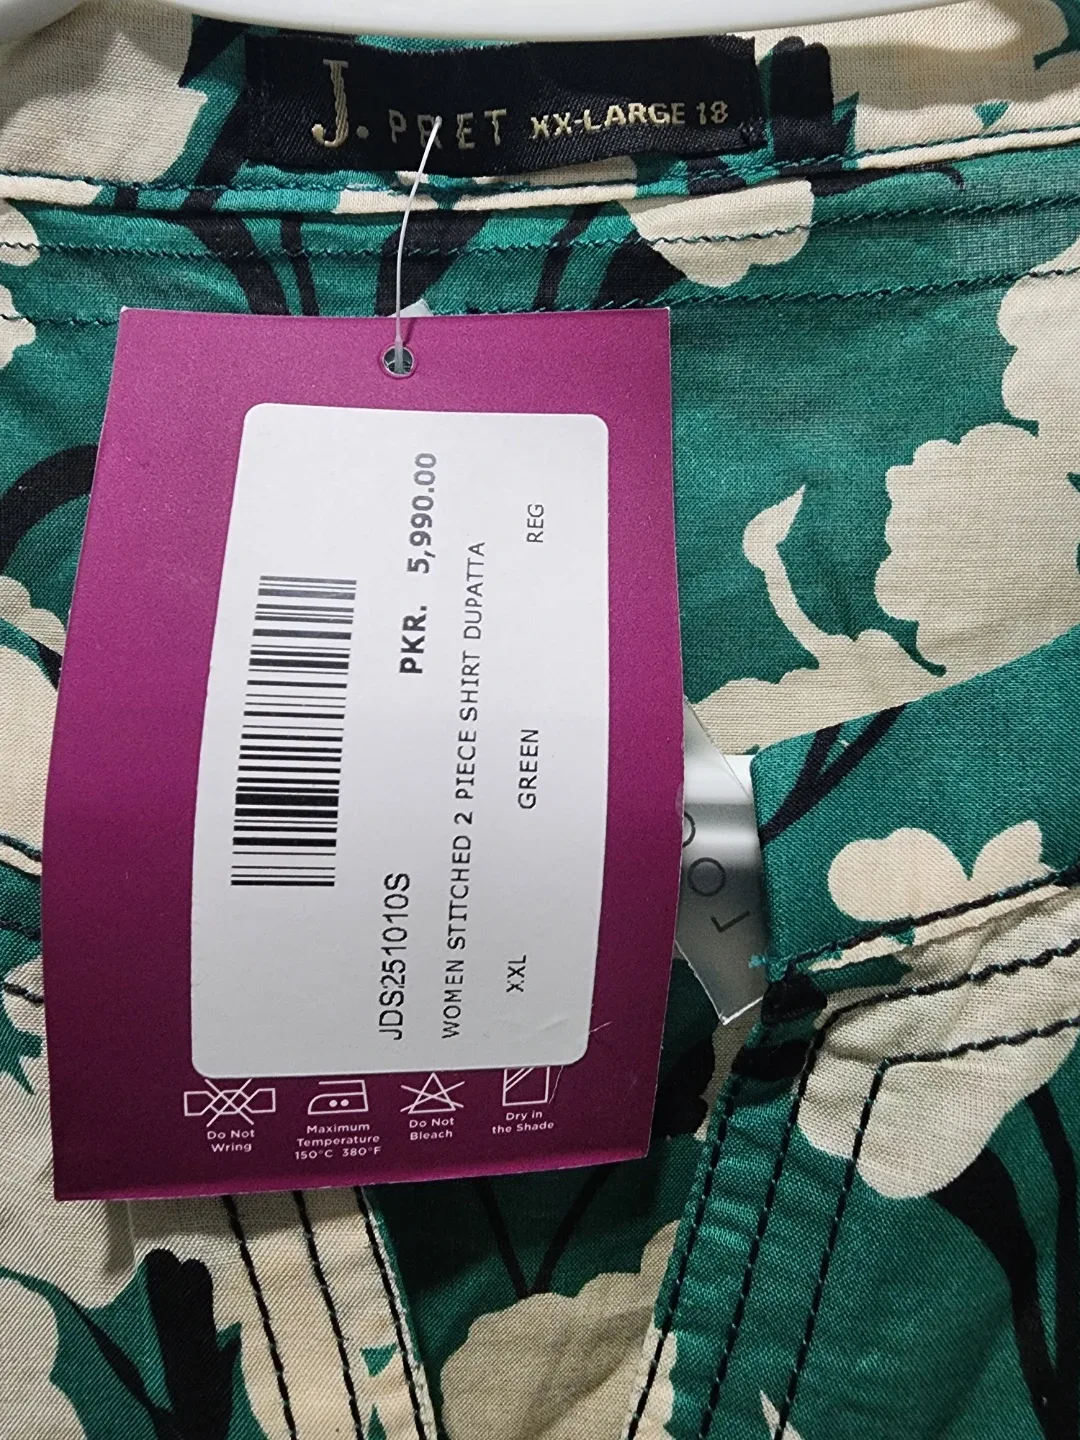 J. PRET XX-LARGE 18
PKR. 5,990.00
JDS251010S
WOMEN STITCHED 2 PIECE SHIRT DUPATTA
XXL GREEN REG
Do Not
Wring
Maximum
Temperature
150°C 380°F
Do Not
Bleach
Dry in
the Shade